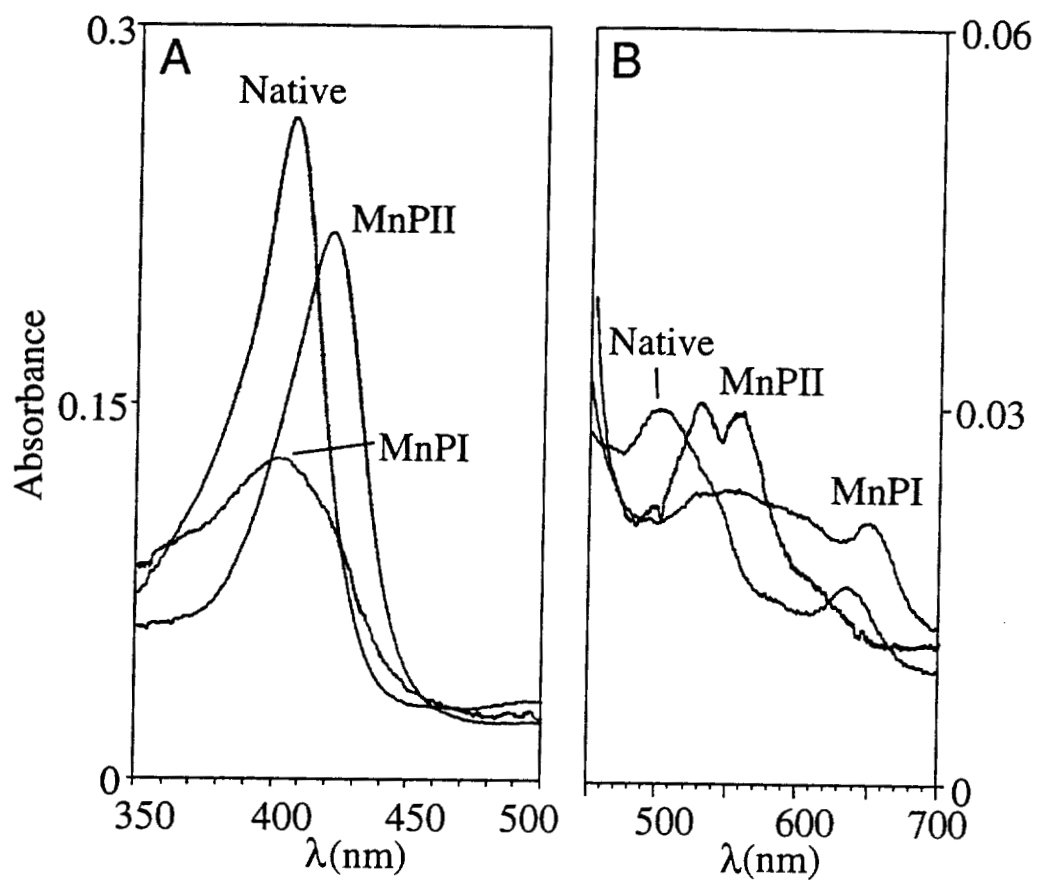 0.3
A
Native
MnPII
Absorbance
0.15
MnPI
0
350 400 450 500
λ(nm)
B
0.06
Native
MnPII
0.03
MnPI
0
500 600 700
λ(nm)